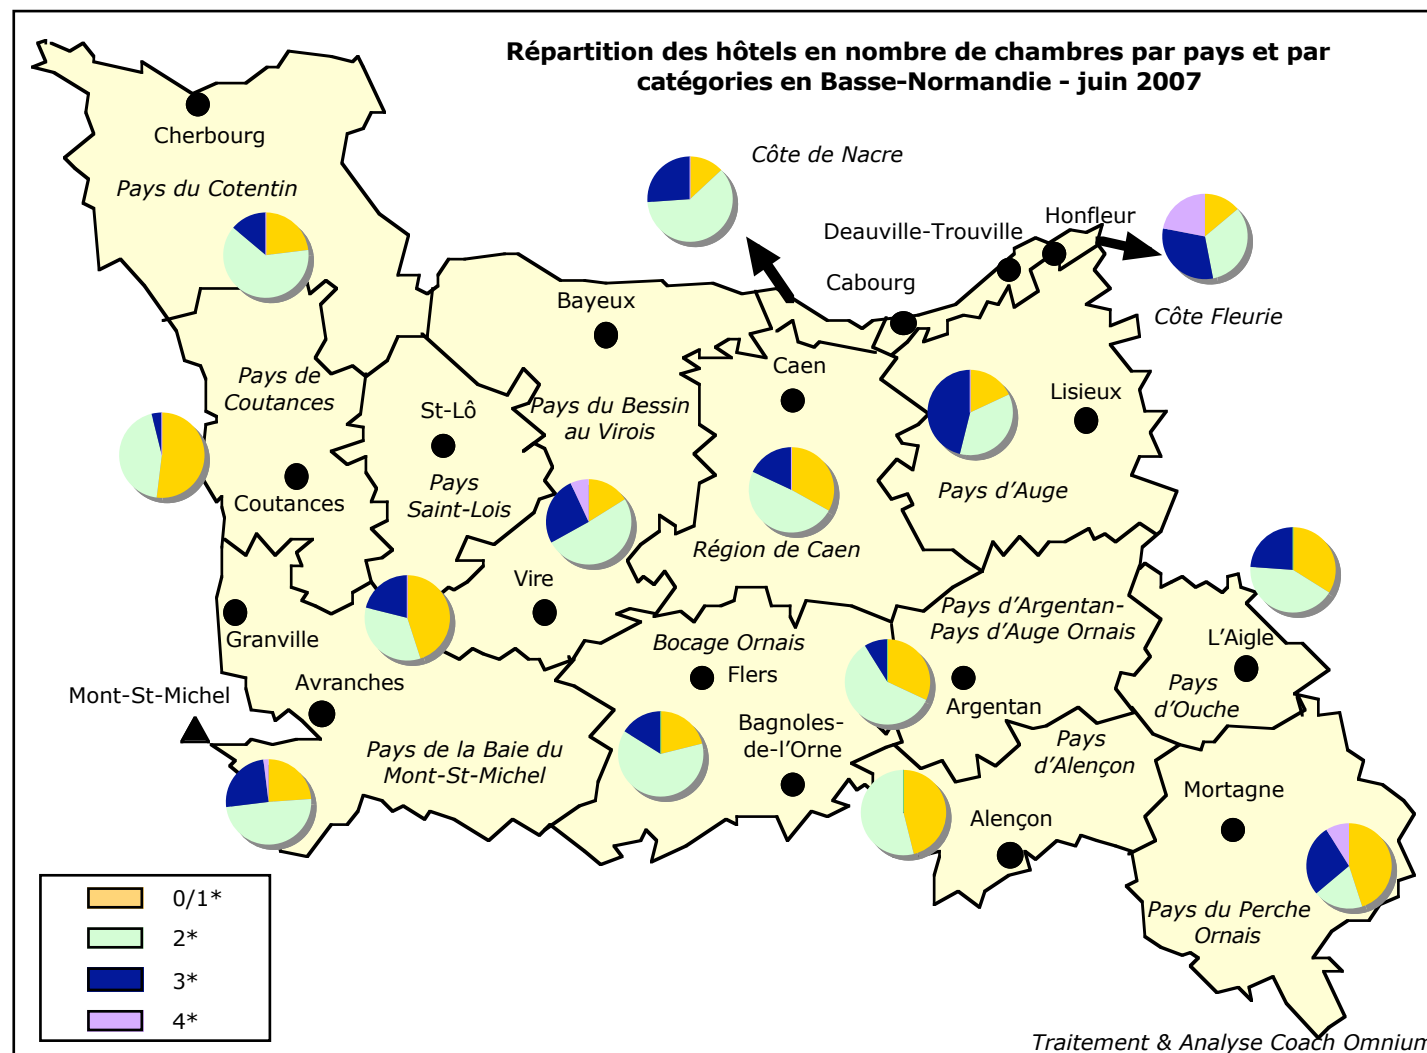 Répartition des hôtels en nombre de chambres par pays et par
catégories en Basse-Normandie - juin 2007
Cherbourg
Pays du Cotentin
Côte de Nacre
Honfleur
Deauville-Trouville
Cabourg
Côte Fleurie
Bayeux
Caen
Pays de
Coutances
St-Lô
Pays du Bessin
au Virois
Lisieux
Coutances
Pays
Saint-Lois
Pays d'Auge
Région de Caen
Vire
Granville
Bocage Ornais
Flers
Pays d'Argentan-
Pays d'Auge Ornais
L'Aigle
Pays
d'Ouche
Mont-St-Michel
Avranches
Argentan
Bagnoles-
de-l'Orne
Pays de la Baie du
Mont-St-Michel
Pays
d'Alençon
Mortagne
Alençon
Pays du Perche
Ornais
0/1*
2*
3*
4*
Traitement & Analyse Coach Omnium